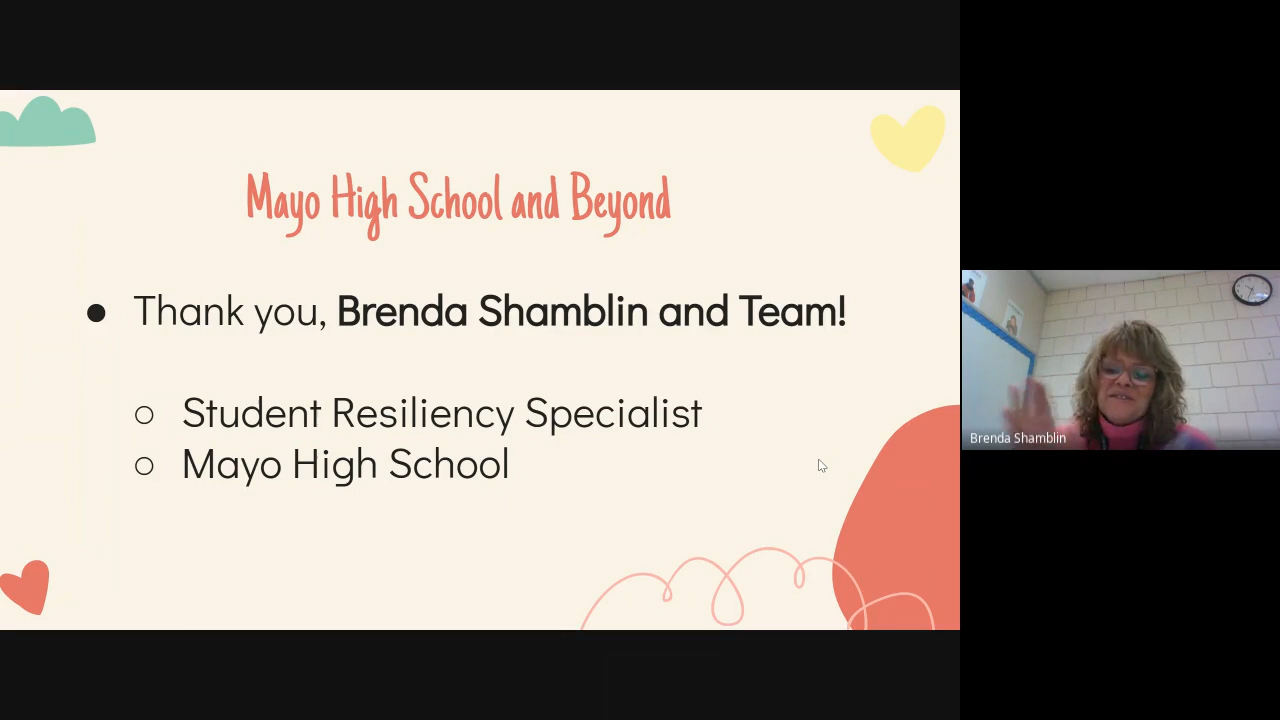 Mayo High School and Beyond
● Thank you, Brenda Shamblin and Team!
○ Student Resiliency Specialist
○ Mayo High School
Brenda Shamblin